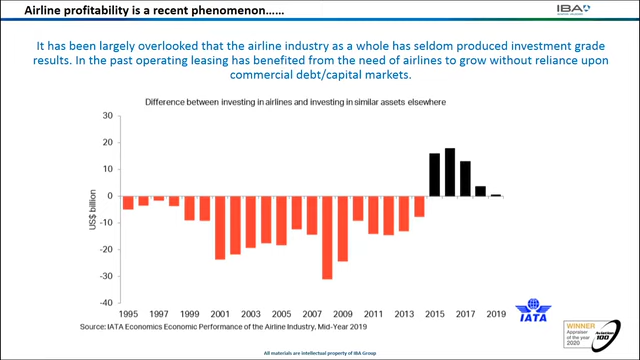 Airline profitability is a recent phenomenon......
IBA
It has been largely overlooked that the airline industry as a whole has seldom produced investment grade
results. In the past operating leasing has benefited from the need of airlines to grow without reliance upon
commercial debt/capital markets.
Difference between investing in airlines and investing in similar assets elsewhere
30
20
10
0
-10
-20
-30
-40
US$ billion
1995 1997 1999 2001 2003 2005 2007 2009 2011 2013 2015 2017 2019
Source: IATA Economics Economic Performance of the Airline Industry, Mid-Year 2019
IATA
WINNER
Appraiser
of the year
2020
Aviation
100
All materials are intellectual property of IBA Group